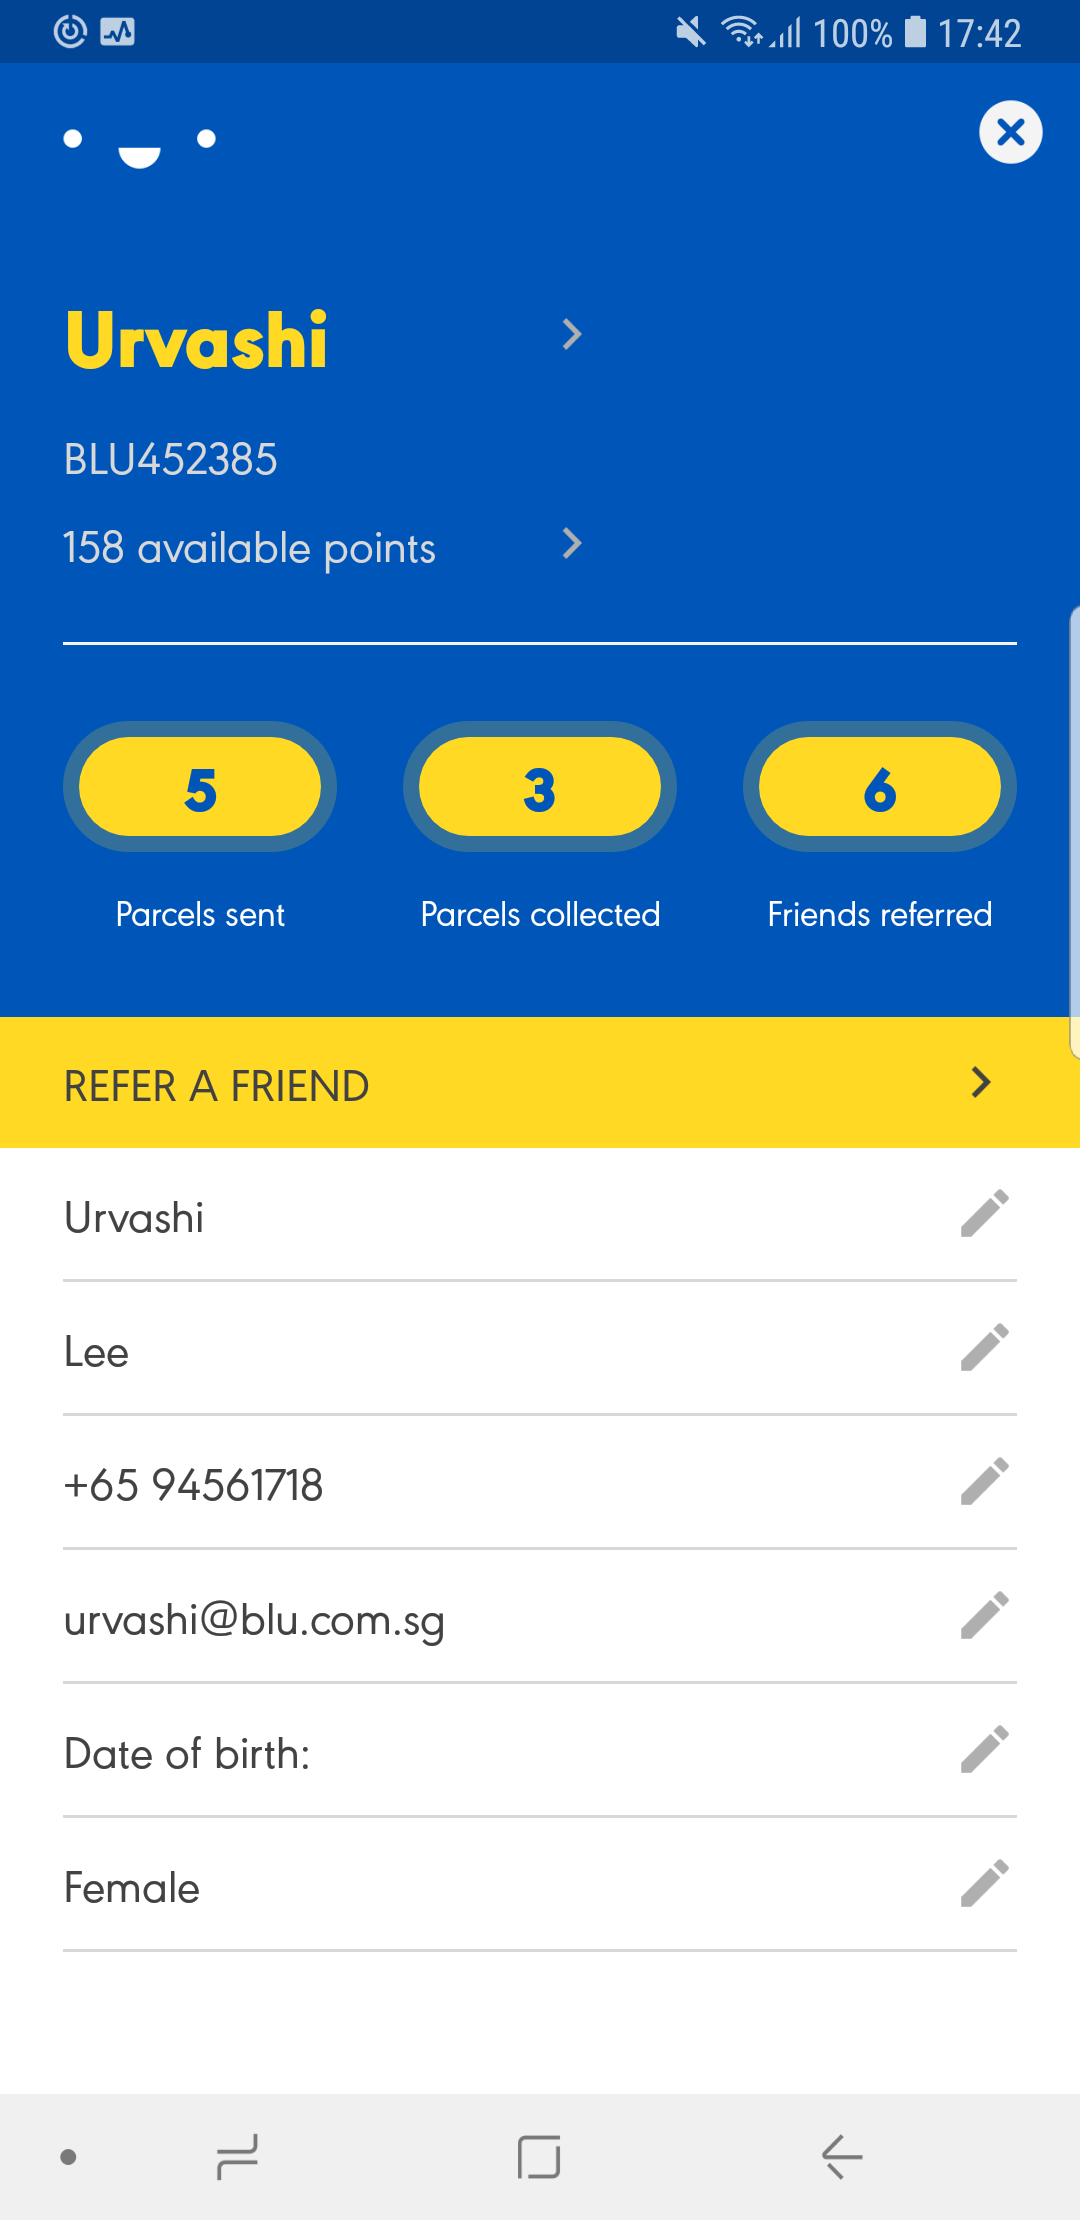 100% 17:42
Urvashi
BLU452385
158 available points
5 3 6
Parcels sent Parcels collected Friends referred
REFER A FRIEND
Urvashi
Lee
+65 94561718
urvashi@blu.com.sg
Date of birth:
Female